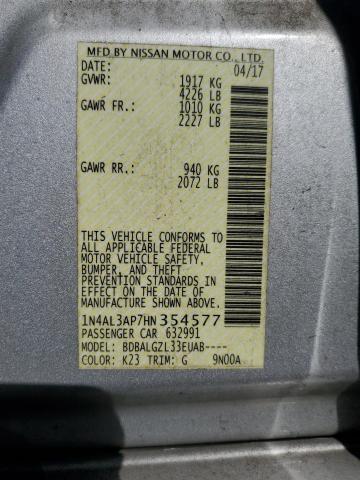 MFD BY NISSAN MOTOR CO., LTD.
DATE: 04/17
GVWR: 1917 KG
4226 LB
GAWR FR.: 1010 KG
2227 LB
GAWR RR.: 940 KG
2072 LB
THIS VEHICLE CONFORMS TO
ALL APPLICABLE FEDERAL
MOTOR VEHICLE SAFETY,
BUMPER, AND THEFT
PREVENTION STANDARDS IN
EFFECT ON THE DATE OF
MANUFACTURE SHOWN ABOVE.
1N4AL3AP7HN354577
PASSENGER CAR 632991
MODEL: BDBALGZL33EUAB----
COLOR: K23 TRIM: G 9N00A